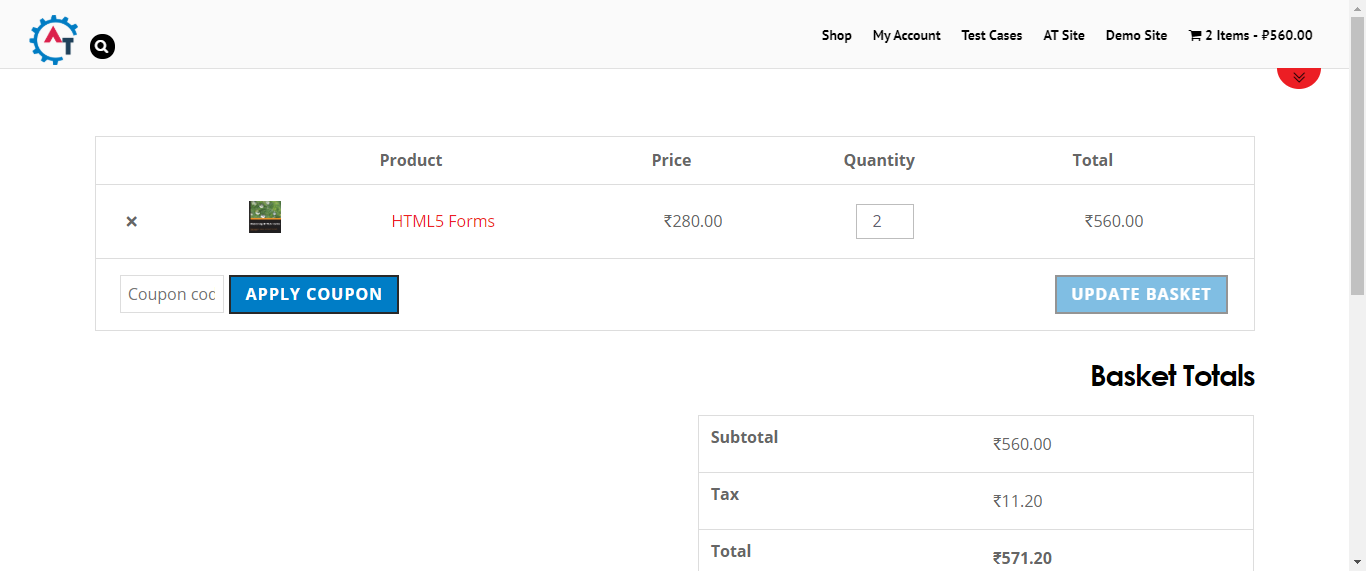 AT
Shop My Account Test Cases AT Site Demo Site 2 Items - ₹560.00
Product Price Quantity Total
× HTML5 Forms ₹280.00 2 ₹560.00
Coupon coc APPLY COUPON UPDATE BASKET
Basket Totals
Subtotal ₹560.00
Tax ₹11.20
Total ₹571.20